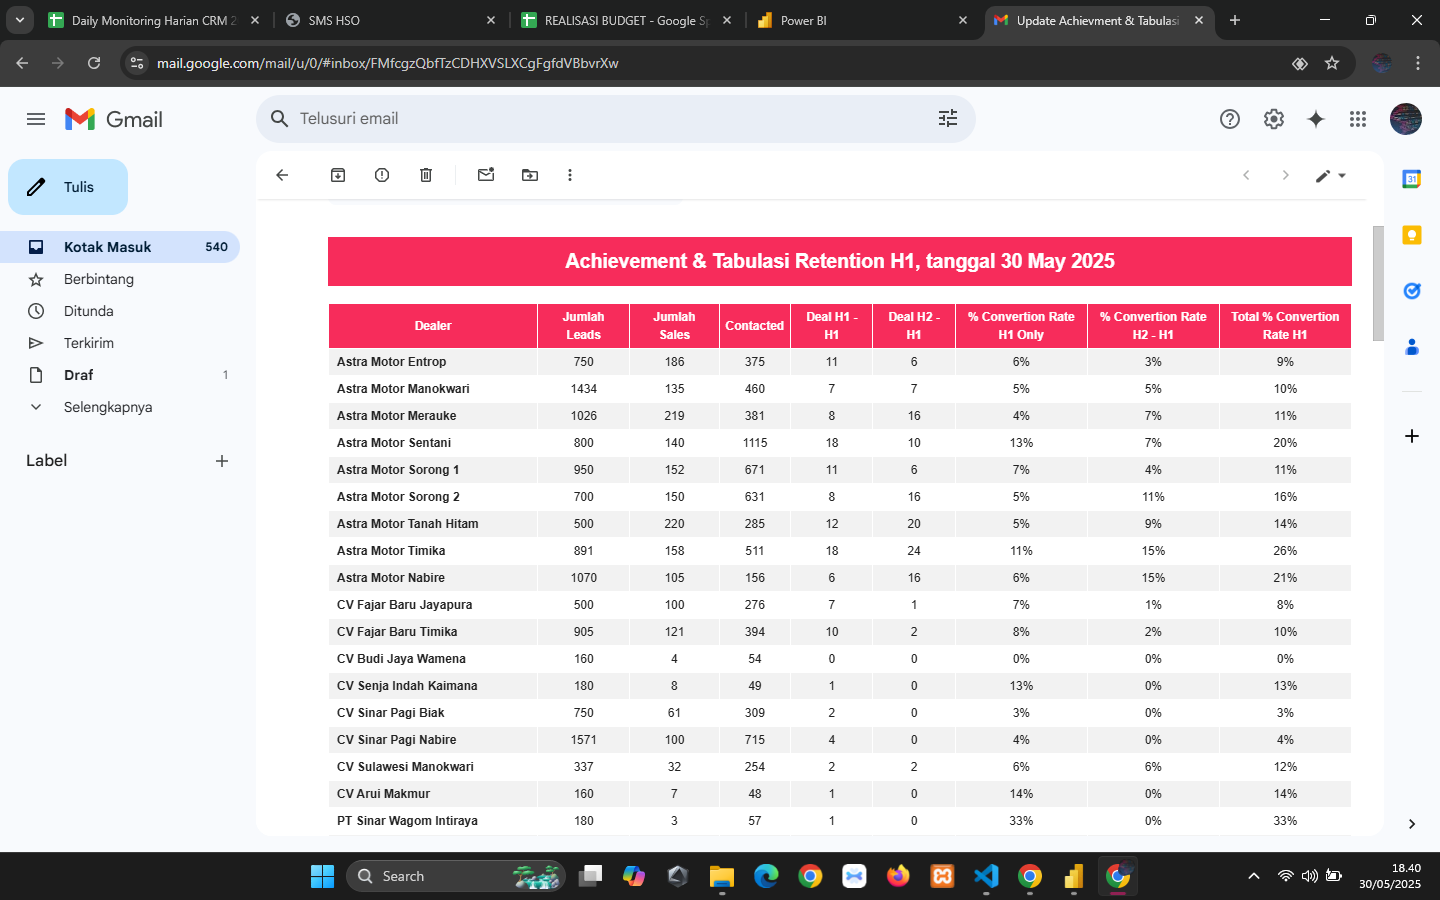 Daily Monitoring Harian CRM 2
SMS HSO
REALISASI BUDGET - Google Sp
Power BI
Update Achievment & Tabulasi
mail.google.com/mail/u/0/#inbox/FMfcgzQbfTzCDHXVSLXCgFgfdVBbvrXw
Gmail
Telusuri email
Tulis
Kotak Masuk 540
Berbintang
Ditunda
Terkirim
Draf 1
Selengkapnya
Label
31
Achievement & Tabulasi Retention H1, tanggal 30 May 2025
Dealer Jumlah Leads Jumlah Sales Contacted Deal H1 - H1 Deal H2 - H1 % Convertion Rate H1 Only % Convertion Rate H2 - H1 Total % Convertion Rate H1
Astra Motor Entrop 750 186 375 11 6 6% 3% 9%
Astra Motor Manokwari 1434 135 460 7 7 5% 5% 10%
Astra Motor Merauke 1026 219 381 8 16 4% 7% 11%
Astra Motor Sentani 800 140 1115 18 10 13% 7% 20%
Astra Motor Sorong 1 950 152 671 11 6 7% 4% 11%
Astra Motor Sorong 2 700 150 631 8 16 5% 11% 16%
Astra Motor Tanah Hitam 500 220 285 12 20 5% 9% 14%
Astra Motor Timika 891 158 511 18 24 11% 15% 26%
Astra Motor Nabire 1070 105 156 6 16 6% 15% 21%
CV Fajar Baru Jayapura 500 100 276 7 1 7% 1% 8%
CV Fajar Baru Timika 905 121 394 10 2 8% 2% 10%
CV Budi Jaya Wamena 160 4 54 0 0 0% 0% 0%
CV Senja Indah Kaimana 180 8 49 1 0 13% 0% 13%
CV Sinar Pagi Biak 750 61 309 2 0 3% 0% 3%
CV Sinar Pagi Nabire 1571 100 715 4 0 4% 0% 4%
CV Sulawesi Manokwari 337 32 254 2 2 6% 6% 12%
CV Arui Makmur 160 7 48 1 0 14% 0% 14%
PT Sinar Wagom Intiraya 180 3 57 1 0 33% 0% 33%
Search
18.40
30/05/2025